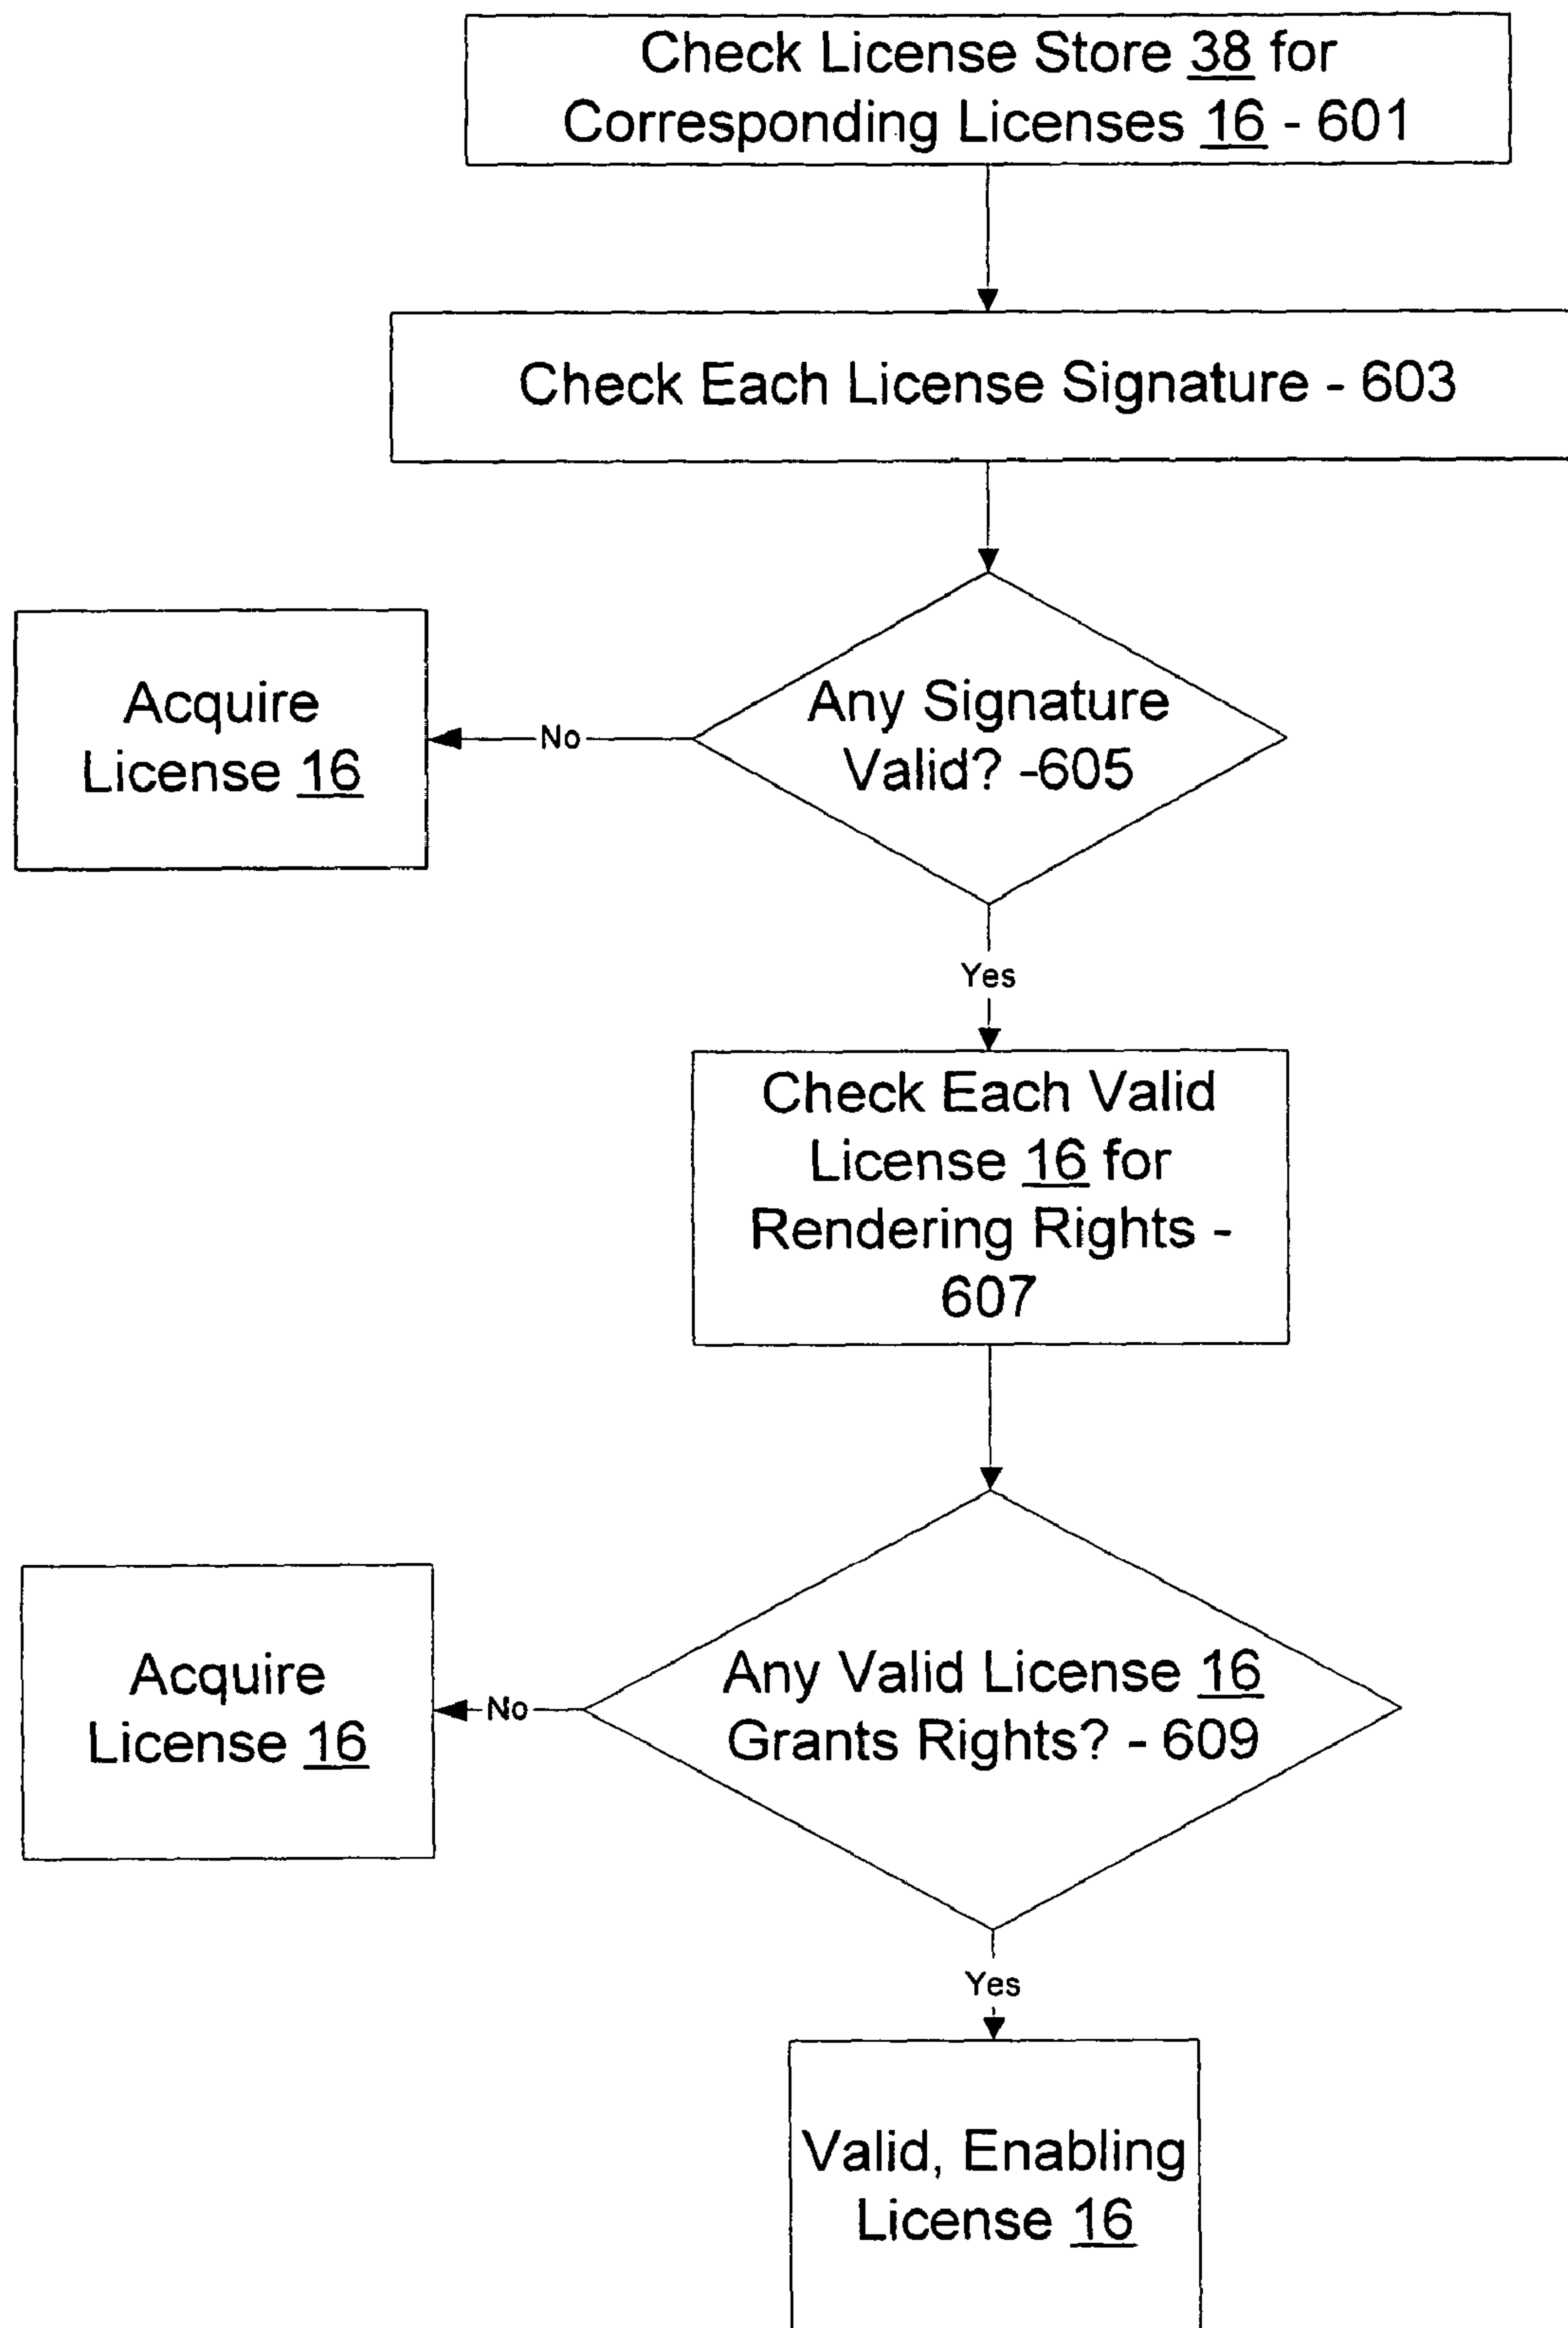 Check License Store 38 for
Corresponding Licenses 16 - 601
Check Each License Signature - 603
Any Signature
Valid? -605
No
Acquire
License 16
Yes
Check Each Valid
License 16 for
Rendering Rights -
607
Any Valid License 16
Grants Rights? - 609
No
Acquire
License 16
Yes
Valid, Enabling
License 16